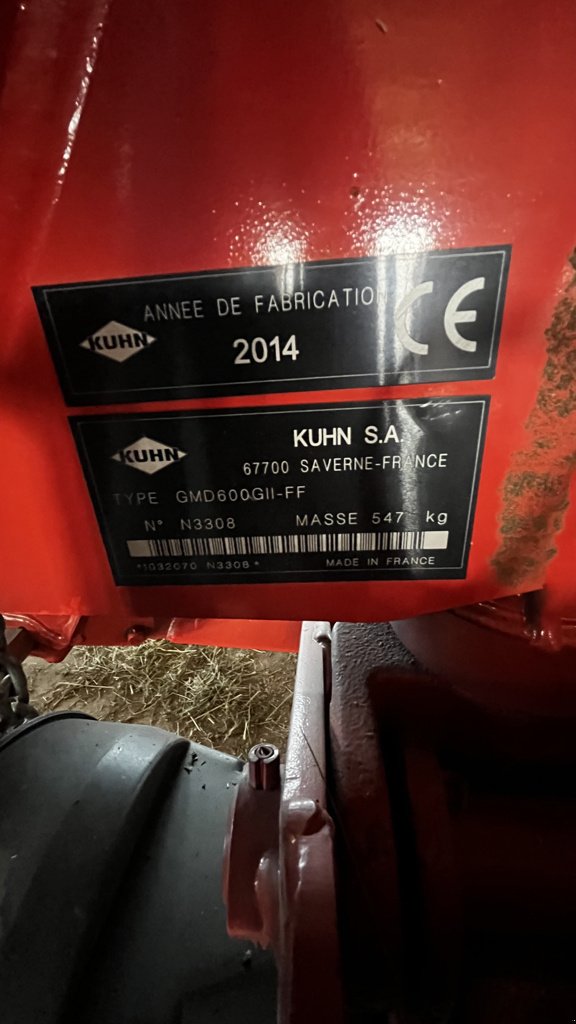 ANNEE DE FABRICATION
KUHN
2014
CE
KUHN
KUHN S.A.
67700 SAVERNE-FRANCE
TYPE GMD600GII-FF
N° N3308 MASSE 547 kg
*1032070 N3308*
MADE IN FRANCE